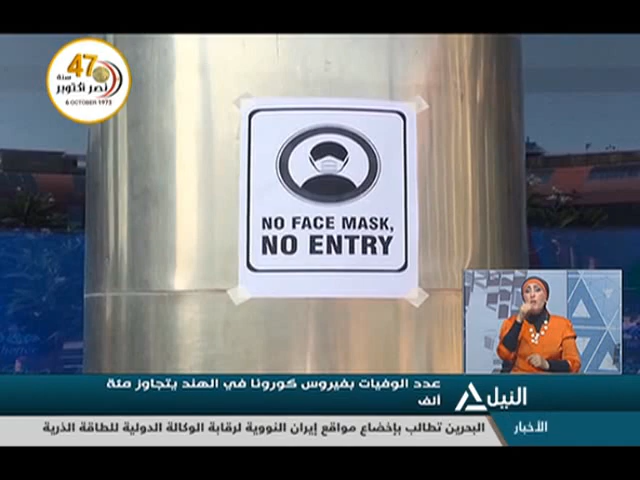 47
سنة
نصر أكتوبر
6 OCTOBER 1973
NO FACE MASK,
NO ENTRY
عدد الوفيات بفيروس كورونا في الهند يتجاوز مئة
ألف
النيل
الأخبار
البحرين تطالب بإخضاع مواقع إيران النووية لرقابة الوكالة الدولية للطاقة الذرية